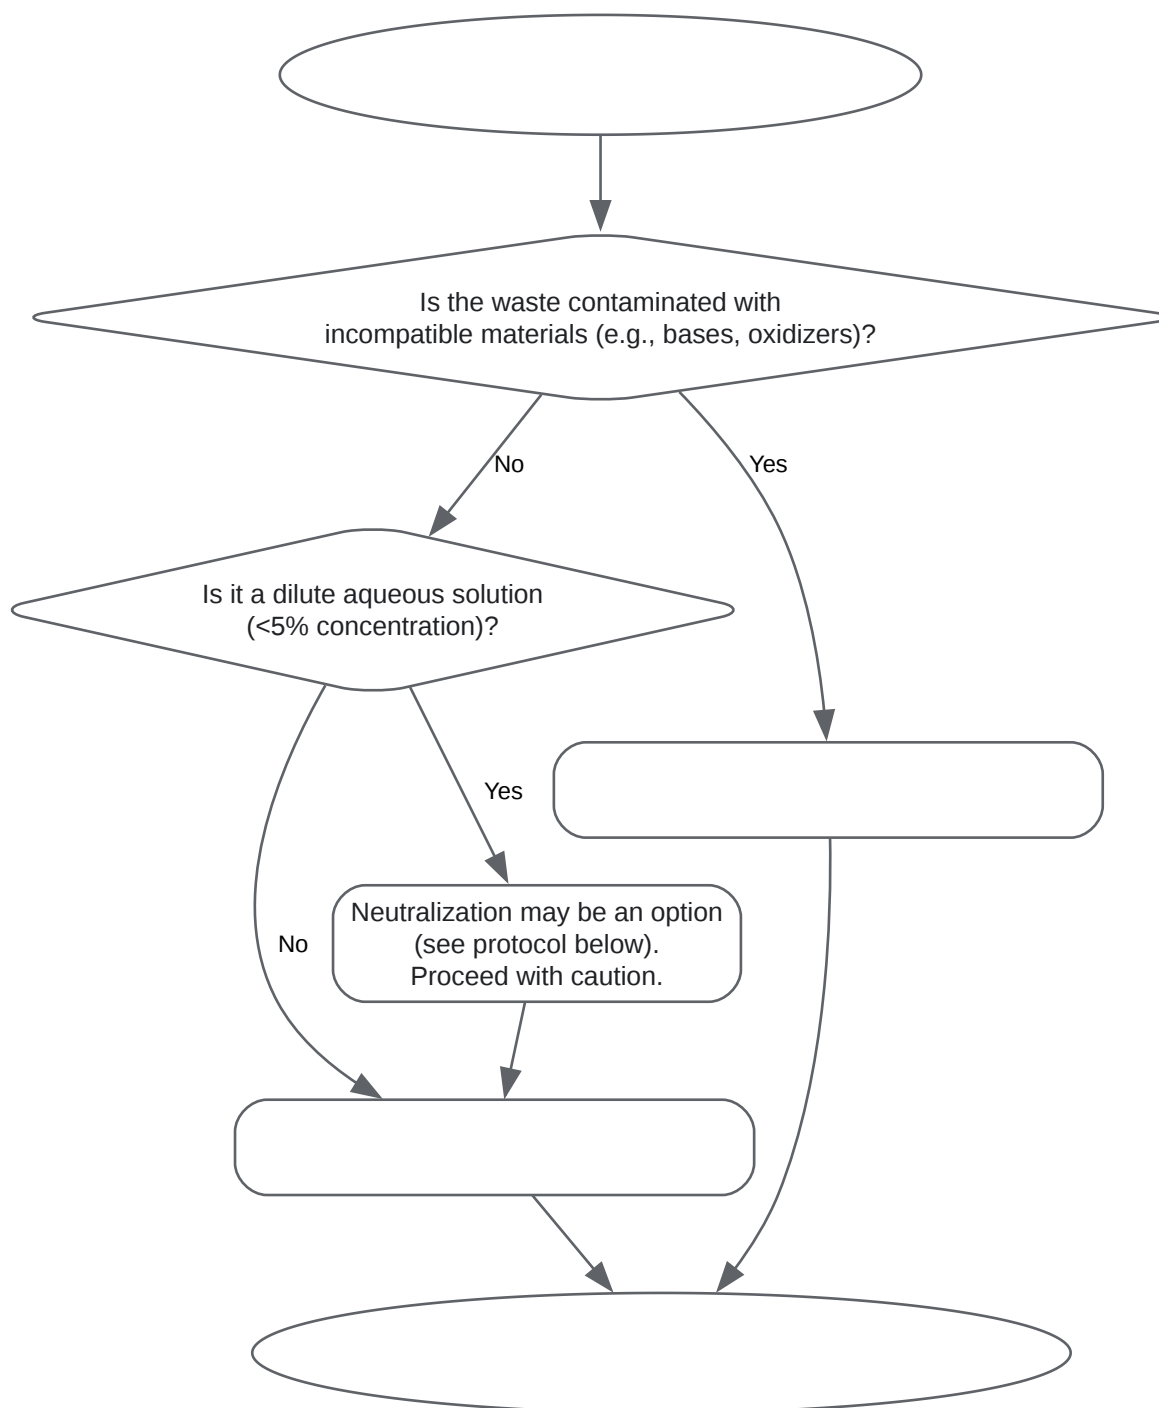 Is the waste contaminated with
incompatible materials (e.g., bases, oxidizers)?
No
Yes
Is it a dilute aqueous solution
(<5% concentration)?
Yes
Neutralization may be an option
(see protocol below).
Proceed with caution.
No